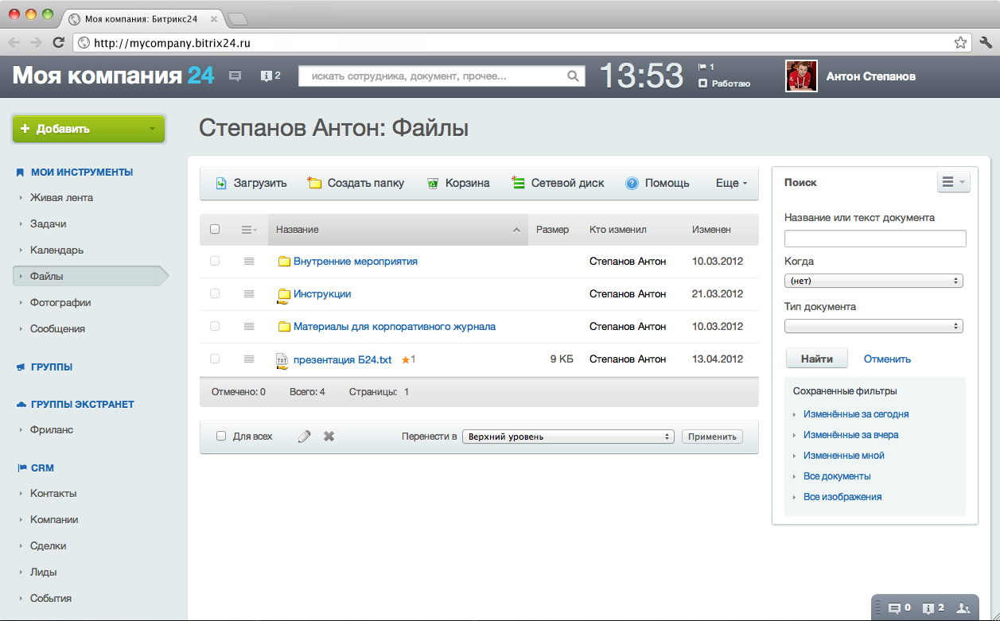 Моя компания: Битрикс24
http://mycompany.bitrix24.ru
Моя компания 24
2
искать сотрудника, документ, прочее...
13:53
1
Работаю
Антон Степанов
+ Добавить
Степанов Антон: Файлы
МОИ ИНСТРУМЕНТЫ
Живая лента
Задачи
Календарь
Файлы
Фотографии
Сообщения
ГРУППЫ
ГРУППЫ ЭКСТРАНЕТ
Фриланс
CRM
Контакты
Компании
Сделки
Лиды
События
Загрузить Создать папку Корзина Сетевой диск Помощь Еще
Название Размер Кто изменил Изменен
Внутренние мероприятия Степанов Антон 10.03.2012
Инструкции Степанов Антон 21.03.2012
Материалы для корпоративного журнала Степанов Антон 10.03.2012
TXT презентация Б24.txt 1 9 КБ Степанов Антон 13.04.2012
Отмечено: 0 Всего: 4 Страницы: 1
Для всех Перенести в Верхний уровень Применить
Поиск
Название или текст документа
Когда
(нет)
Тип документа
Найти Отменить
Сохраненные фильтры
Изменённые за сегодня
Изменённые за вчера
Измененные мной
Все документы
Все изображения
0 2